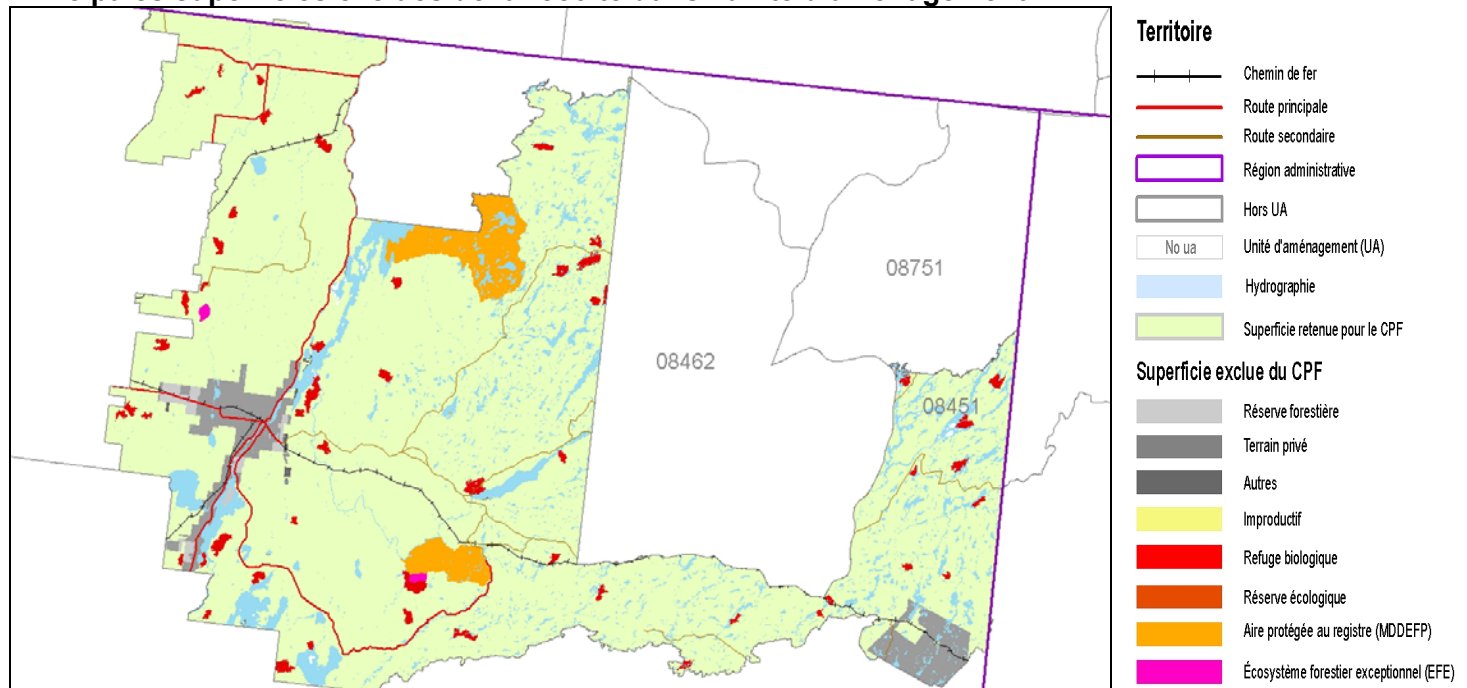 08751
08462
08451
Territoire
Chemin de fer
Route principale
Route secondaire
Région administrative
Hors UA
No ua Unité d'aménagement (UA)
Hydrographie
Superficie retenue pour le CPF
Superficie exclue du CPF
Réserve forestière
Terrain privé
Autres
Improductif
Refuge biologique
Réserve écologique
Aire protégée au registre (MDDEFP)
Écosystème forestier exceptionnel (EFE)